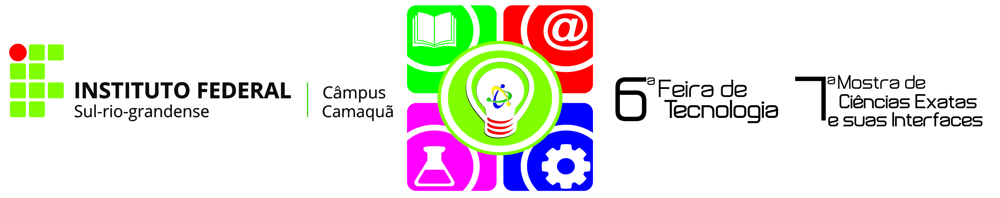 INSTITUTO FEDERAL
Sul-rio-grandense
Câmpus
Camaquã
@
6ª Feira de
Tecnologia
7ª Mostra de
Ciências Exatas
e suas Interfaces